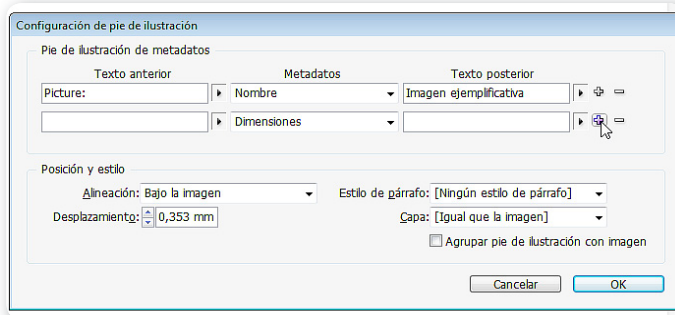 Configuración de pie de ilustración
Pie de ilustración de metadatos
Texto anterior Metadatos Texto posterior
Picture: Nombre Imagen ejemplificativa
Dimensiones
Posición y estilo
Alineación: Bajo la imagen Estilo de párrafo: [Ningún estilo de párrafo]
Desplazamiento: 0,353 mm Capa: [Igual que la imagen]
Agrupar pie de ilustración con imagen
Cancelar OK